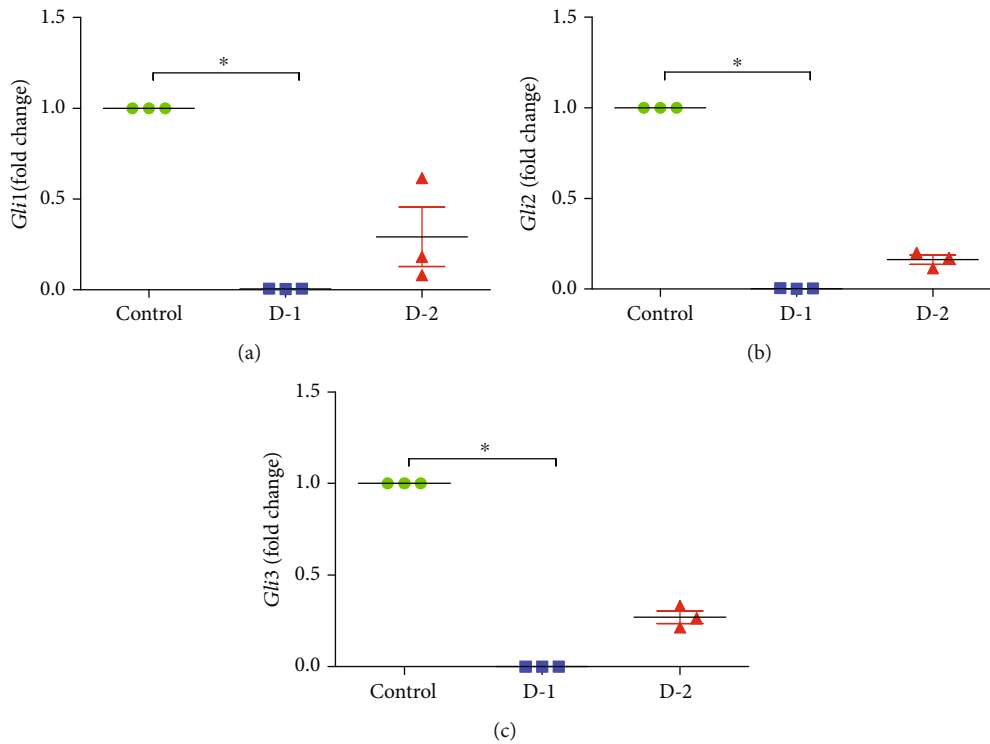 1.5
1.0
0.5
0.0
Gli1(fold change)
*
Control D-1 D-2
(a)
1.5
1.0
0.5
0.0
Gli2 (fold change)
*
Control D-1 D-2
(b)
1.5
1.0
0.5
0.0
Gli3 (fold change)
*
Control D-1 D-2
(c)